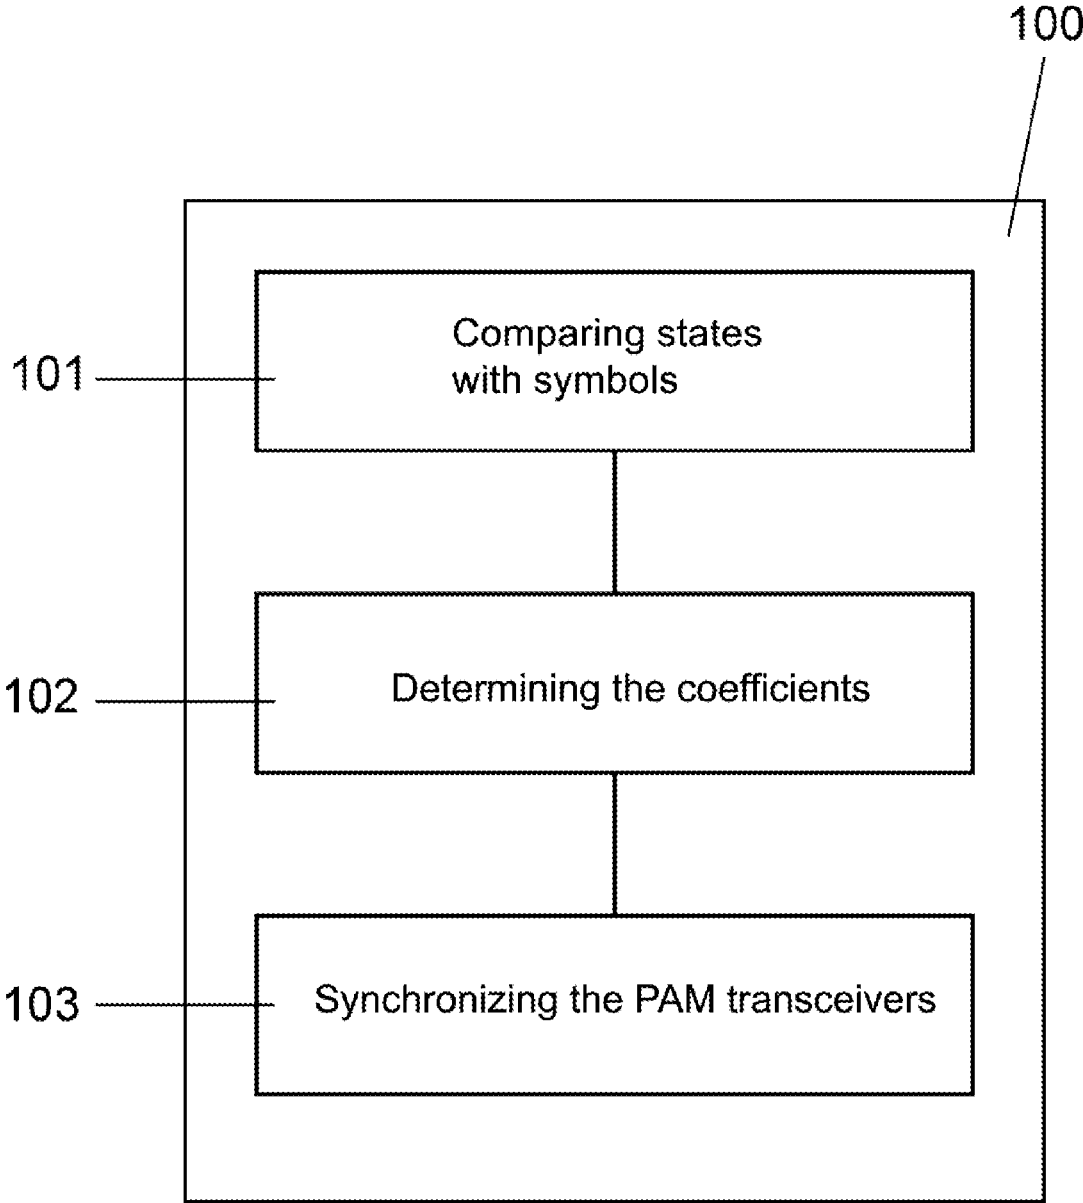 100
Comparing states
with symbols
101
Determining the coefficients
102
Synchronizing the PAM transceivers
103